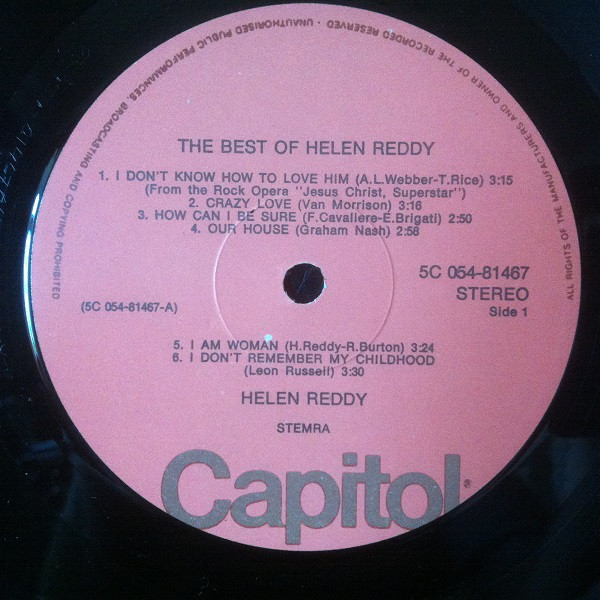 ALL RIGHTS OF THE MANUFACTURERS AND OWNER OF THE RECORDED RESERVED - UNAUTHORISED PUBLIC PERFORMANCES, BROADCASTING AND COPYING PROHIBITED
THE BEST OF HELEN REDDY
1. I DON'T KNOW HOW TO LOVE HIM (A.L.Webber-T.Rice) 3:15
(From the Rock Opera "Jesus Christ, Superstar")
2. CRAZY LOVE (Van Morrison) 3:16
3. HOW CAN I BE SURE (F.Cavaliere-E.Brigati) 2:50
4. OUR HOUSE (Graham Nash) 2:58
5C 054-81467
STEREO
Side 1
(5C 054-81467-A)
5. I AM WOMAN (H.Reddy-R.Burton) 3:24
6. I DON'T REMEMBER MY CHILDHOOD
(Leon Russell) 3:30
HELEN REDDY
STEMRA
Capitol®